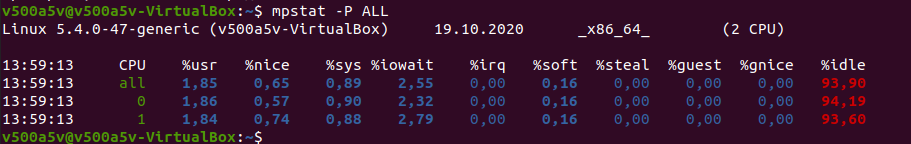 v500a5v@v500a5v-VirtualBox:~$ mpstat -P ALL
Linux 5.4.0-47-generic (v500a5v-VirtualBox) 19.10.2020 _x86_64_ (2 CPU)
13:59:13 CPU %usr %nice %sys %iowait %irq %soft %steal %guest %gnice %idle
13:59:13 all 1,85 0,65 0,89 2,55 0,00 0,16 0,00 0,00 0,00 93,90
13:59:13 0 1,86 0,57 0,90 2,32 0,00 0,16 0,00 0,00 0,00 94,19
13:59:13 1 1,84 0,74 0,88 2,79 0,00 0,16 0,00 0,00 0,00 93,60
v500a5v@v500a5v-VirtualBox:~$